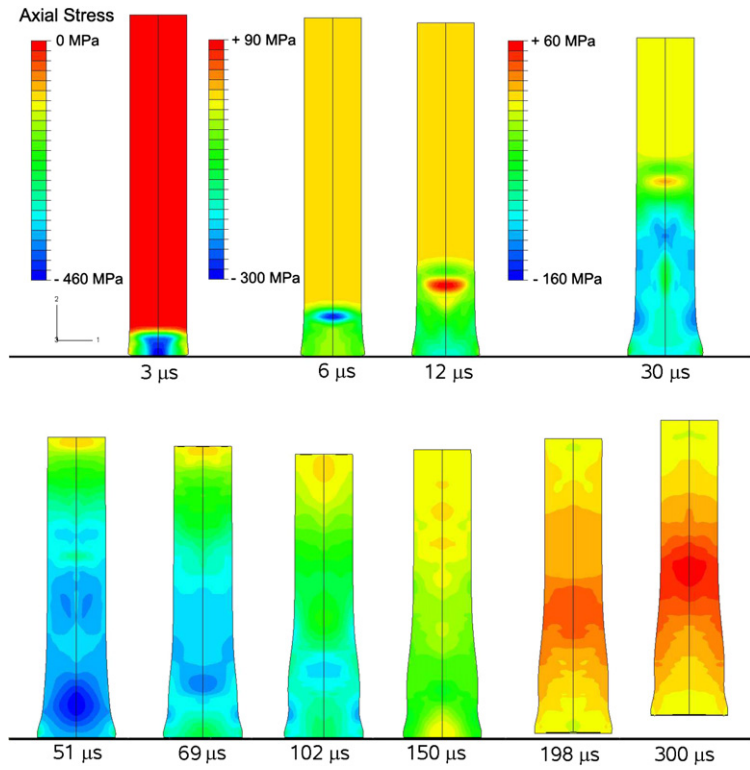 Axial Stress
0 MPa
+ 90 MPa
+ 60 MPa
- 460 MPa
- 300 MPa
- 160 MPa
2
3
1
3 μs
6 μs
12 μs
30 μs
51 μs
69 μs
102 μs
150 μs
198 μs
300 μs